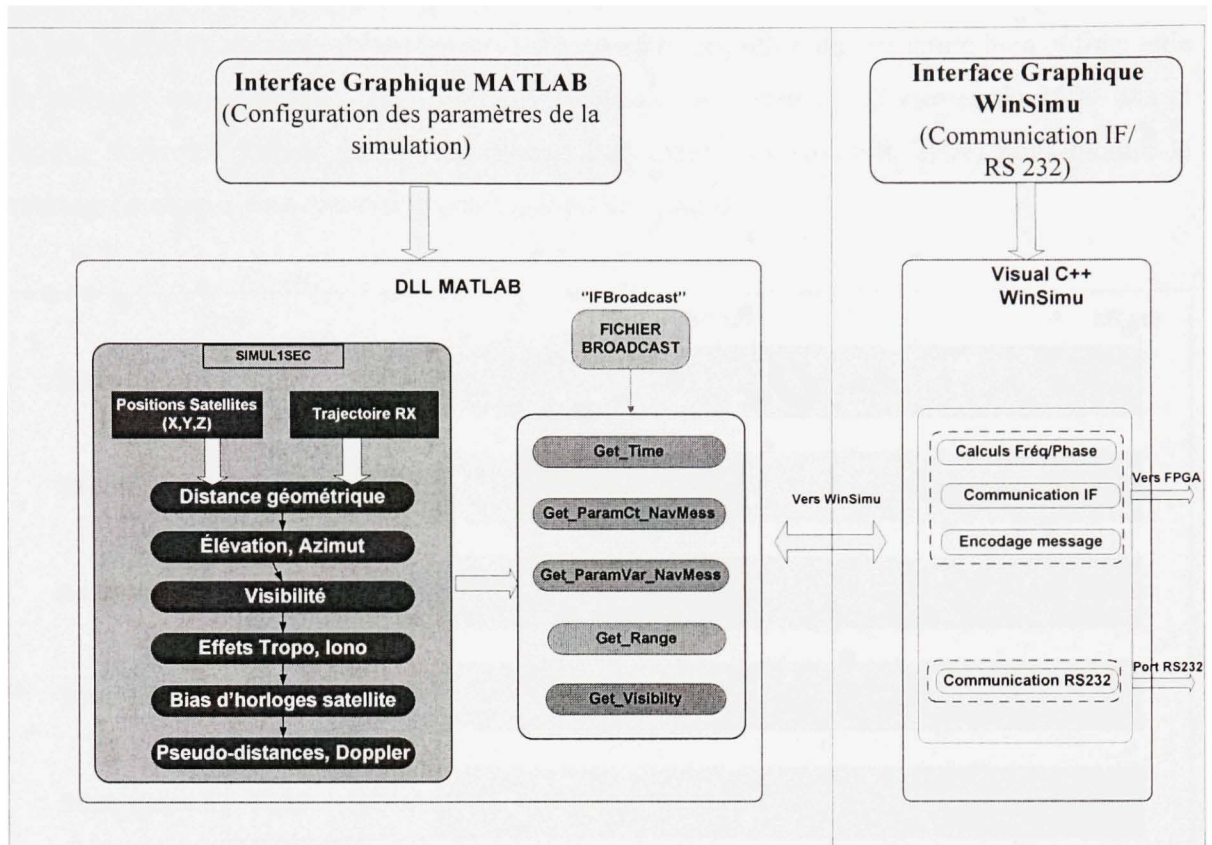 Interface Graphique MATLAB
(Configuration des paramètres de la
simulation)
Interface Graphique
WinSimu
(Communication IF/
RS 232)
DLL MATLAB
"IFBroadcast"
FICHIER
BROADCAST
SIMUL1SEC
Positions Satellites
(X,Y,Z)
Trajectoire RX
Distance géométrique
Élévation, Azimut
Visibilité
Effets Tropo, Iono
Bias d'horloges satellite
Pseudo-distances, Doppler
Get_Time
Get_ParamCt_NavMess
Get_ParamVar_NavMess
Get_Range
Get_Visibilty
Vers WinSimu
Visual C++
WinSimu
Calculs Fréq/Phase
Communication IF
Encodage message
Vers FPGA
Communication RS232
Port RS232